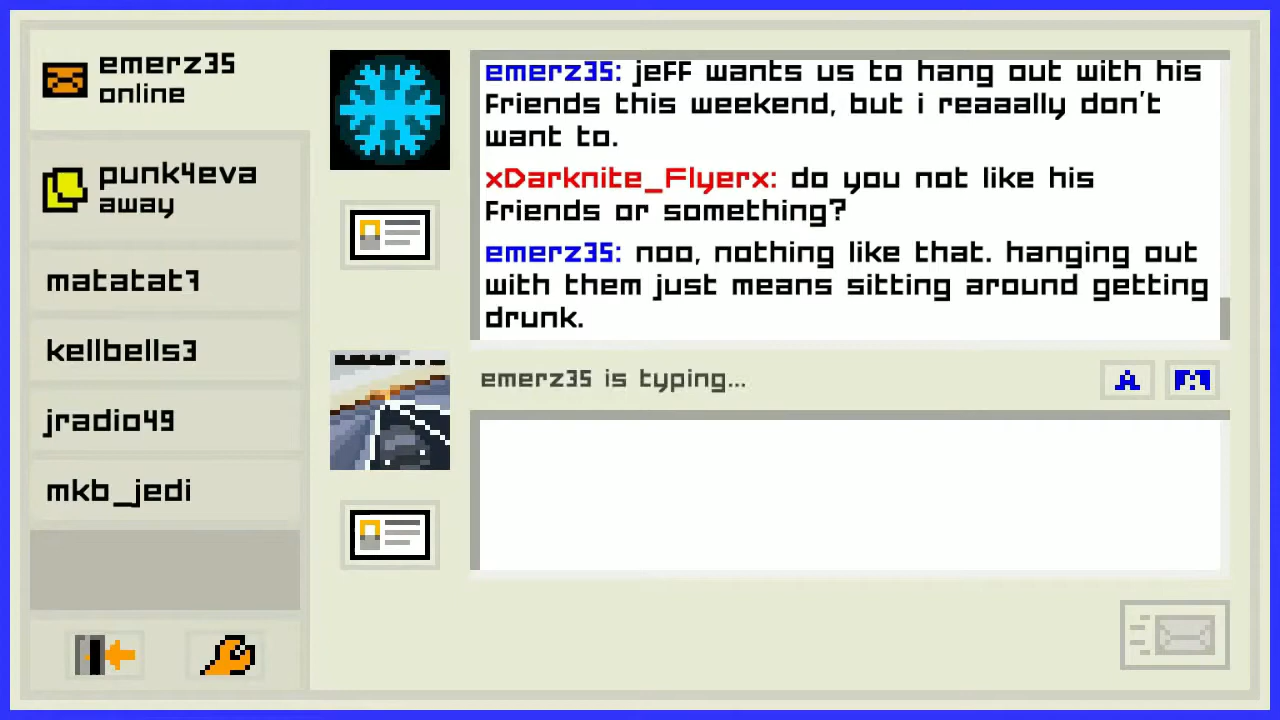 emerz35
online
punk4eva
away
matatat7
kellbells3
jradio49
mkb_jedi
emerz35: jeff wants us to hang out with his
friends this weekend, but i reaaally don't
want to.
xDarknite_Flyerx: do you not like his
friends or something?
emerz35: noo, nothing like that. hanging out
with them just means sitting around getting
drunk.
emerz35 is typing...
A